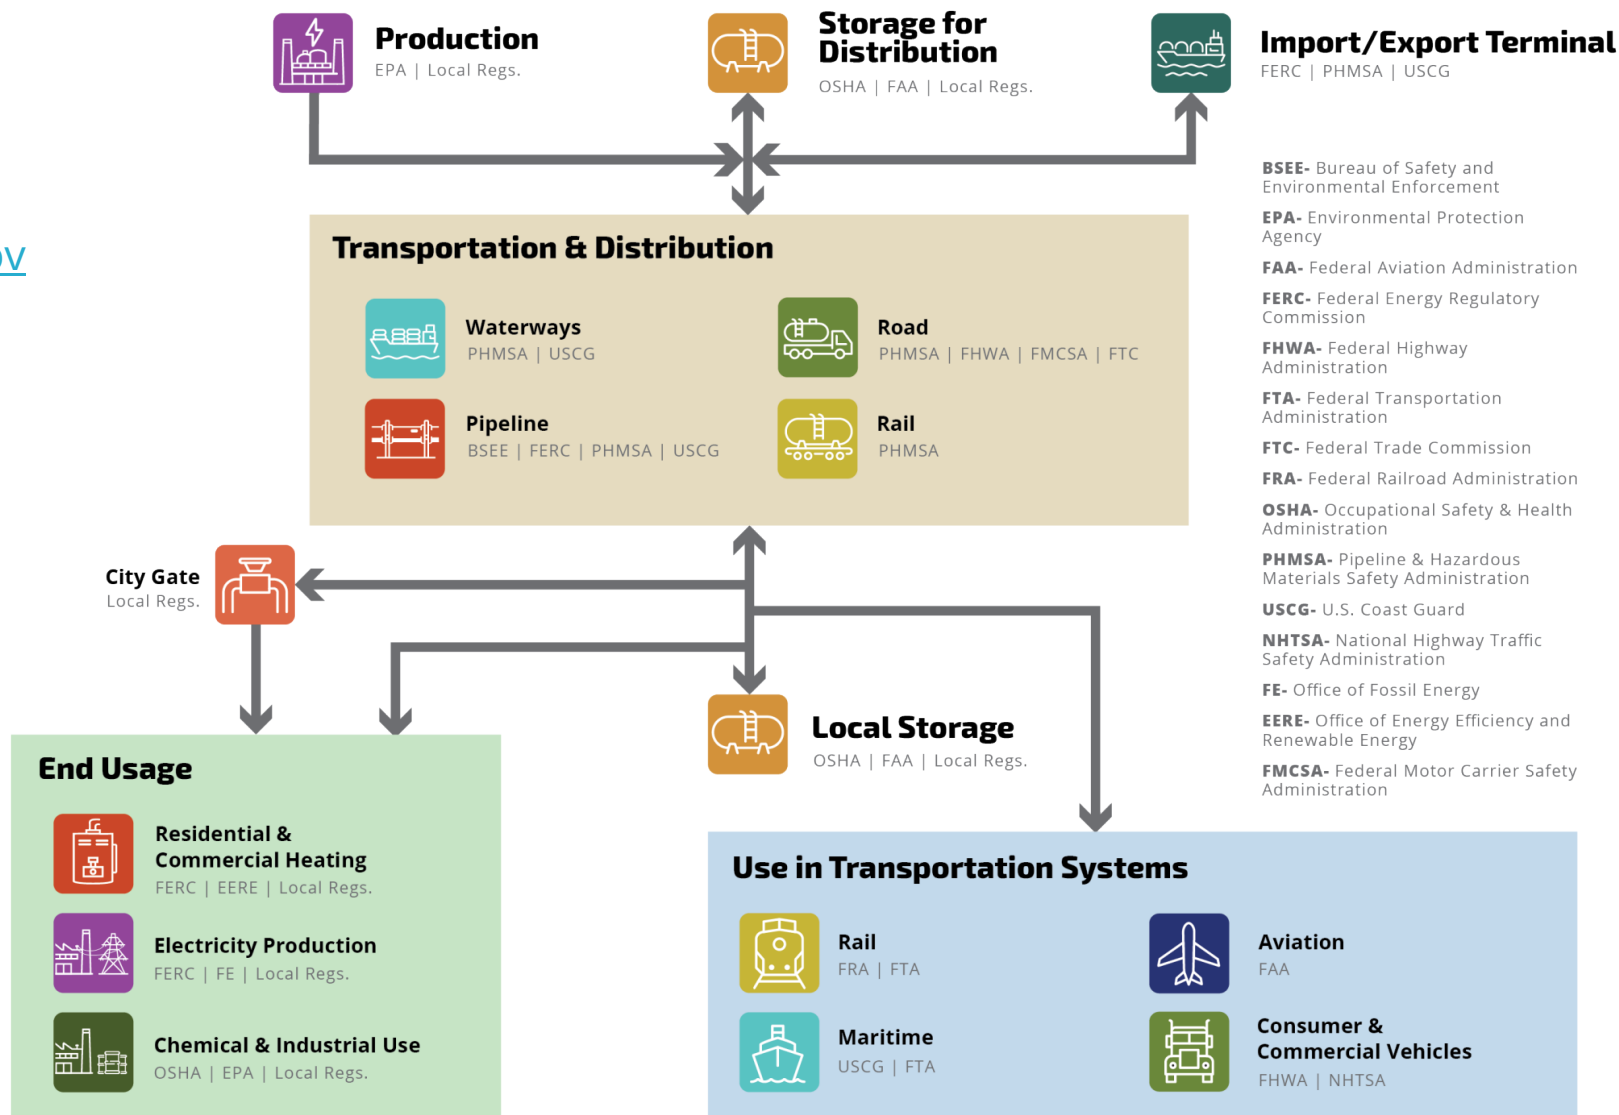 Production
EPA | Local Regs.
Storage for
Distribution
OSHA | FAA | Local Regs.
Import/Export Terminal
FERC | PHMSA | USCG
BSEE- Bureau of Safety and
Environmental Enforcement
EPA- Environmental Protection
Agency
FAA- Federal Aviation Administration
FERC- Federal Energy Regulatory
Commission
FHWA- Federal Highway
Administration
FTA- Federal Transportation
Administration
FTC- Federal Trade Commission
FRA- Federal Railroad Administration
OSHA- Occupational Safety & Health
Administration
PHMSA- Pipeline & Hazardous
Materials Safety Administration
USCG- U.S. Coast Guard
NHTSA- National Highway Traffic
Safety Administration
FE- Office of Fossil Energy
EERE- Office of Energy Efficiency and
Renewable Energy
FMCSA- Federal Motor Carrier Safety
Administration
Transportation & Distribution
Waterways
PHMSA | USCG
Road
PHMSA | FHWA | FMCSA | FTC
Pipeline
BSEE | FERC | PHMSA | USCG
Rail
PHMSA
City Gate
Local Regs.
Local Storage
OSHA | FAA | Local Regs.
End Usage
Residential &
Commercial Heating
FERC | EERE | Local Regs.
Electricity Production
FERC | FE | Local Regs.
Chemical & Industrial Use
OSHA | EPA | Local Regs.
Use in Transportation Systems
Rail
FRA | FTA
Aviation
FAA
Maritime
USCG | FTA
Consumer &
Commercial Vehicles
FHWA | NHTSA